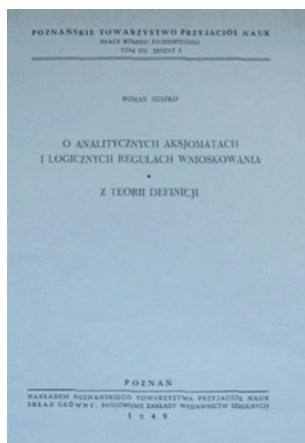 POZNAŃSKIE TOWARZYSTWO PRZYJACIÓŁ NAUK
PRACE KOMISJI FILOZOFICZNEJ
TOM VII ZESZYT 5
ROMAN SUSZKO
O ANALITYCZNYCH AKSJOMATACH
I LOGICZNYCH REGUŁACH WNIOSKOWANIA
•
Z TEORII DEFINICJI
POZNAŃ
NAKŁADEM POZNAŃSKIEGO TOWARZYSTWA PRZYJACIÓŁ NAUK
SKŁAD GŁÓWNY: PAŃSTWOWE ZAKŁADY WYDAWNICTW SZKOLNYCH
1949